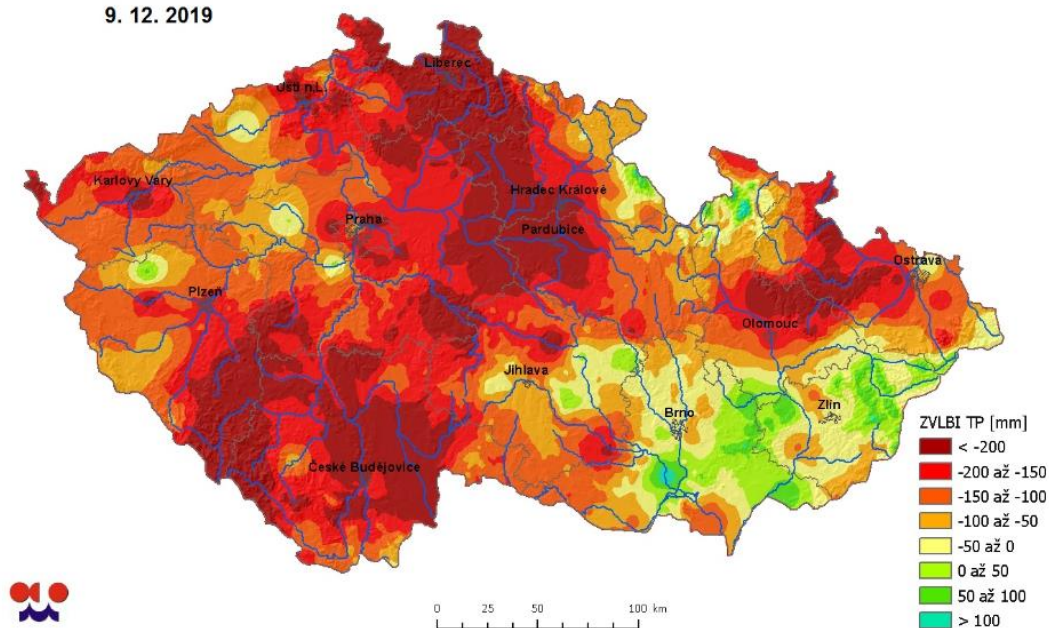 9. 12. 2019
Liberec
Ústí n.L.
Karlovy Vary
Hradec Králové
Praha
Pardubice
Ostrava
Plzeň
Olomouc
Jihlava
Zlín
Brno
České Budějovice
ZVLBI TP [mm]
< -200
-200 až -150
-150 až -100
-100 až -50
-50 až 0
0 až 50
50 až 100
> 100
0 25 50 100 km